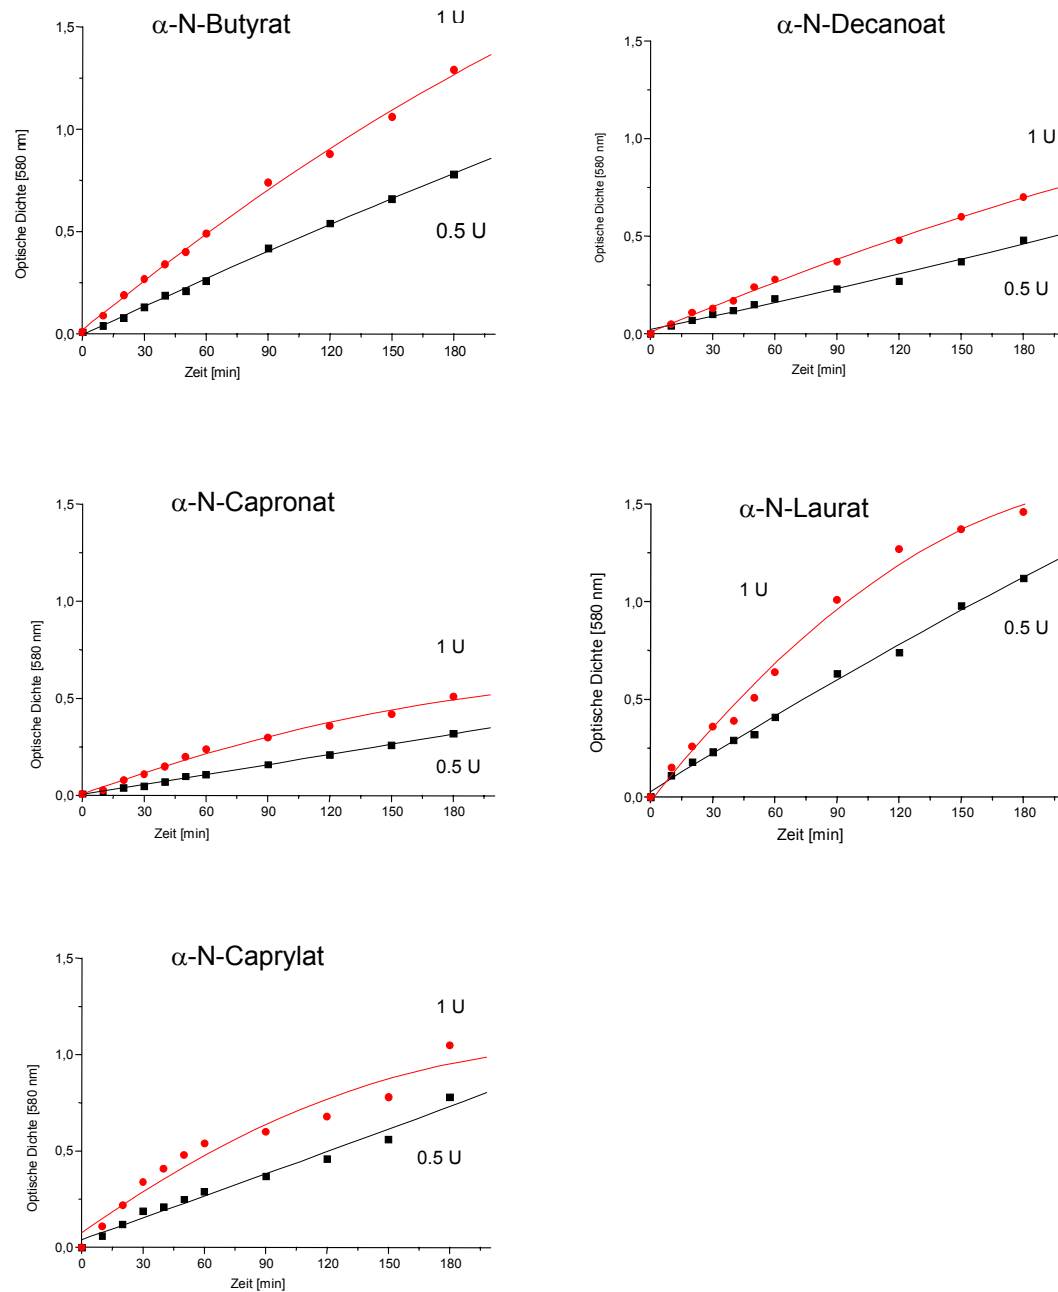 α-N-Butyrat
1 U
1,5
1,0
0,5
0,0
Optische Dichte [580 nm]
0.5 U
0 30 60 90 120 150 180
Zeit [min]
α-N-Decanoat
1,5
1,0
0,5
0,0
Optische Dichte [580 nm]
1 U
0.5 U
0 30 60 90 120 150 180
Zeit [min]
α-N-Capronat
1,5
1,0
0,5
0,0
Optische Dichte [580 nm]
1 U
0.5 U
0 30 60 90 120 150 180
Zeit [min]
α-N-Laurat
1,5
1,0
0,5
0,0
Optische Dichte [580 nm]
1 U
0.5 U
0 30 60 90 120 150 180
Zeit [min]
α-N-Caprylat
1,5
1,0
0,5
0,0
Optische Dichte [580 nm]
1 U
0.5 U
0 30 60 90 120 150 180
Zeit [min]